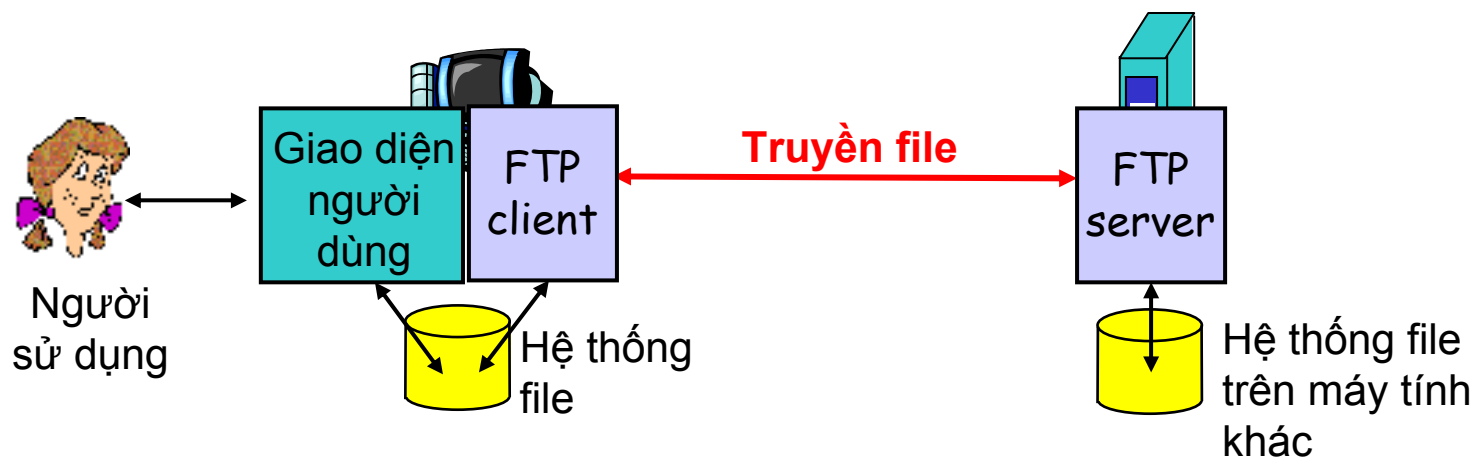 Giao diện
người
dùng
FTP
client
Truyền file
FTP
server
Người
sử dụng
Hệ thống
file
Hệ thống file
trên máy tính
khác